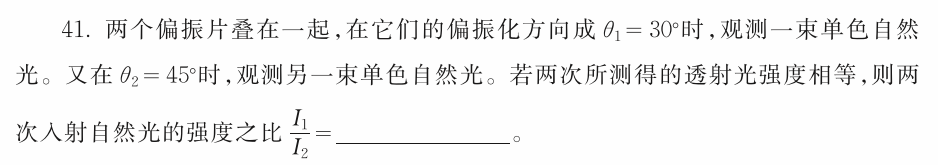 41. 两个偏振片叠在一起,在它们的偏振化方向成 θ₁=30°时,观测一束单色自然
光。又在 θ₂=45°时,观测另一束单色自然光。若两次所测得的透射光强度相等,则两
次入射自然光的强度之比 I₁/I₂=____________。